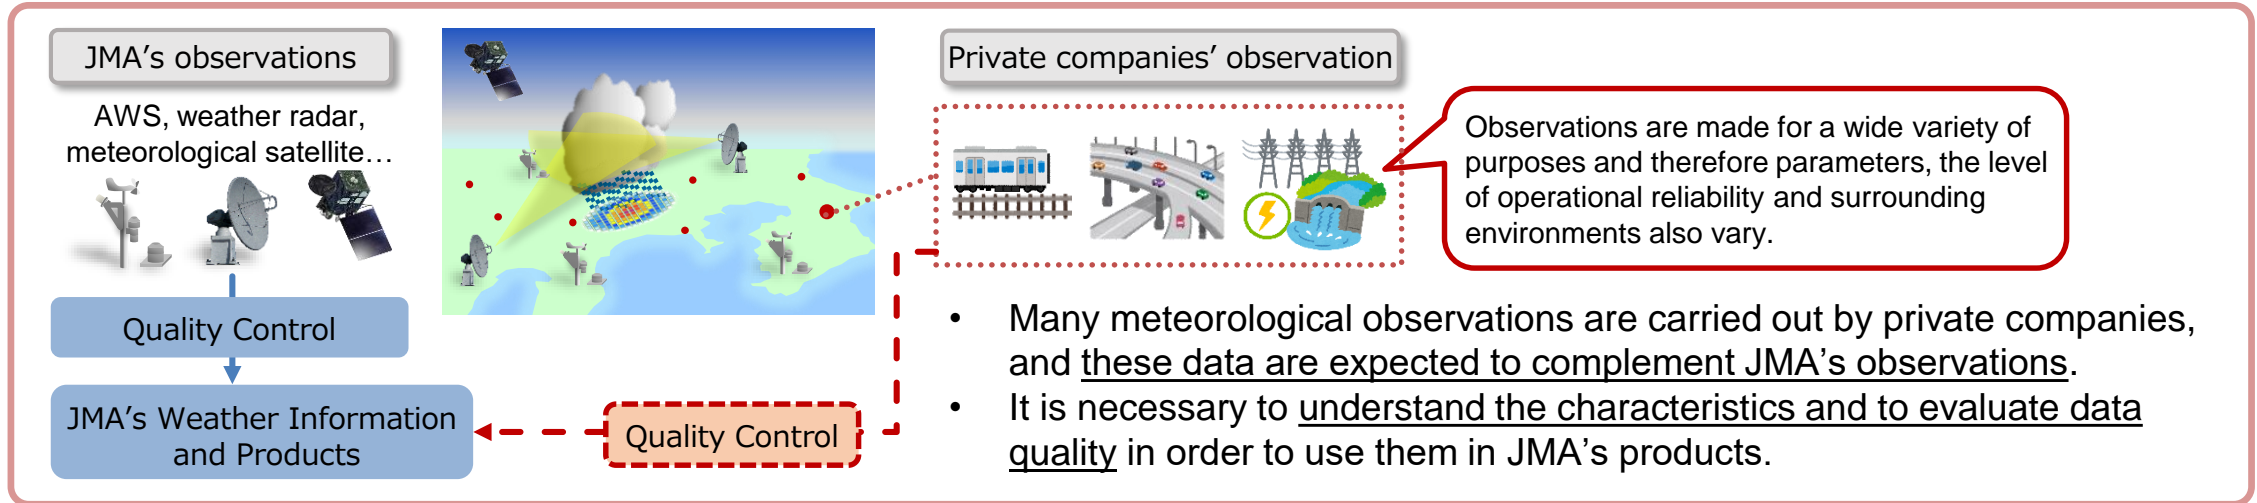 JMA’s observations
AWS, weather radar,
meteorological satellite…
Quality Control
JMA’s Weather Information
and Products
Quality Control
Private companies’ observation
Observations are made for a wide variety of
purposes and therefore parameters, the level
of operational reliability and surrounding
environments also vary.
• Many meteorological observations are carried out by private companies,
and these data are expected to complement JMA’s observations.
• It is necessary to understand the characteristics and to evaluate data
quality in order to use them in JMA’s products.